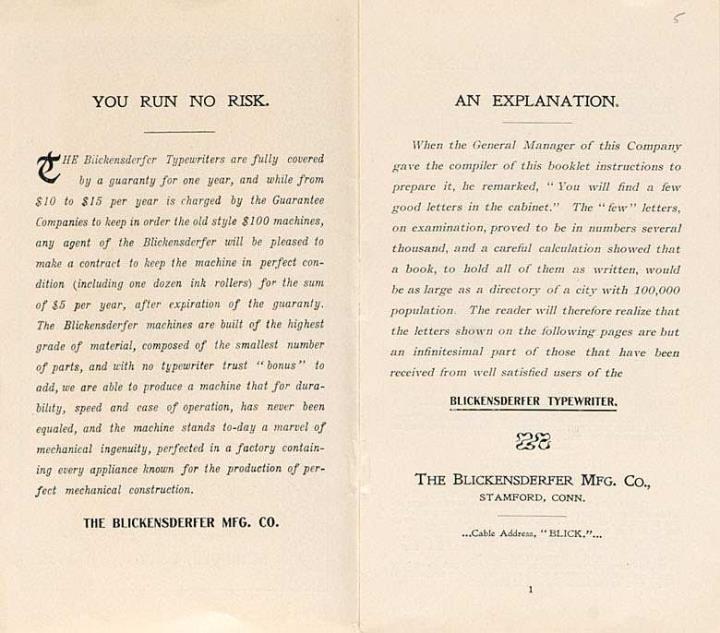 YOU RUN NO RISK.
THE Blickensderfer Typewriters are fully covered
by a guaranty for one year, and while from
$10 to $15 per year is charged by the Guarantee
Companies to keep in order the old style $100 machines,
any agent of the Blickensderfer will be pleased to
make a contract to keep the machine in perfect con-
dition (including one dozen ink rollers) for the sum
of $5 per year, after expiration of the guaranty.
The Blickensderfer machines are built of the highest
grade of material, composed of the smallest number
of parts, and with no typewriter trust "bonus" to
add, we are able to produce a machine that for dura-
bility, speed and ease of operation, has never been
equaled, and the machine stands to-day a marvel of
mechanical ingenuity, perfected in a factory contain-
ing every appliance known for the production of per-
fect mechanical construction.
THE BLICKENSDERFER MFG. CO.
5
AN EXPLANATION.
When the General Manager of this Company
gave the compiler of this booklet instructions to
prepare it, he remarked, "You will find a few
good letters in the cabinet." The "few" letters,
on examination, proved to be in numbers several
thousand, and a careful calculation showed that
a book, to hold all of them as written, would
be as large as a directory of a city with 100,000
population. The reader will therefore realize that
the letters shown on the following pages are but
an infinitesimal part of those that have been
received from well satisfied users of the
BLICKENSDERFER TYPEWRITER.
THE BLICKENSDERFER MFG. CO.,
STAMFORD, CONN.
...Cable Address, "BLICK."...
1